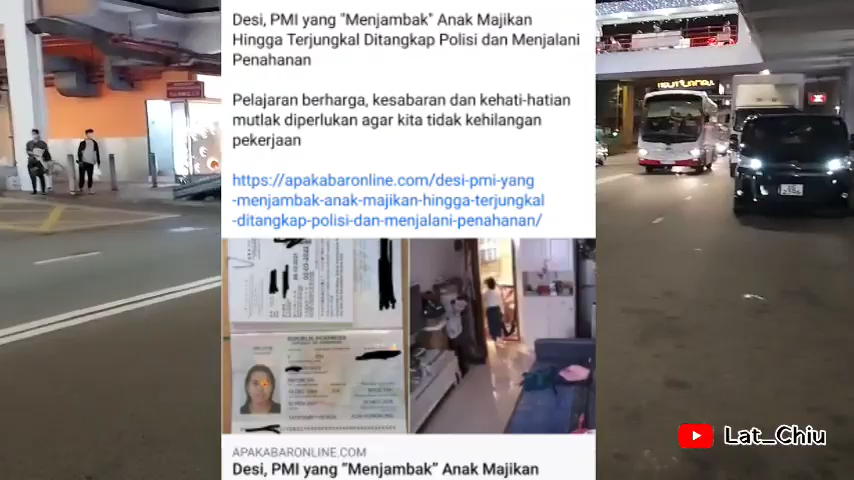 Desi, PMI yang "Menjambak" Anak Majikan
Hingga Terjungkal Ditangkap Polisi dan Menjalani
Penahanan
Pelajaran berharga, kesabaran dan kehati-hatian
mutlak diperlukan agar kita tidak kehilangan
pekerjaan
https://apakabaronline.com/desi-pmi-yang
-menjambak-anak-majikan-hingga-terjungkal
-ditangkap-polisi-dan-menjalani-penahanan/
REPUBLIK INDONESIA
APAKABARONLINE.COM
Desi, PMI yang "Menjambak" Anak Majikan
Lat_Chiu